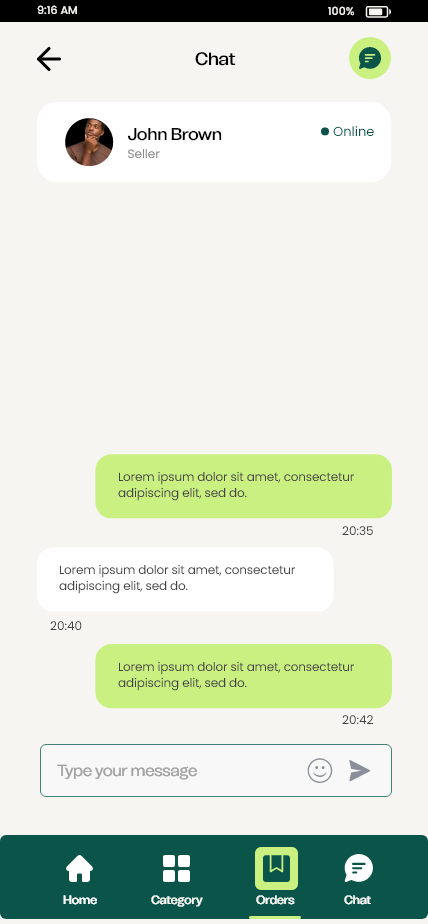 9:16 AM 100%
Chat
John Brown
Online
Seller
Lorem ipsum dolor sit amet, consectetur
adipiscing elit, sed do.
20:35
Lorem ipsum dolor sit amet, consectetur
adipiscing elit, sed do.
20:40
Lorem ipsum dolor sit amet, consectetur
adipiscing elit, sed do.
20:42
Type your message
Home Category Orders Chat